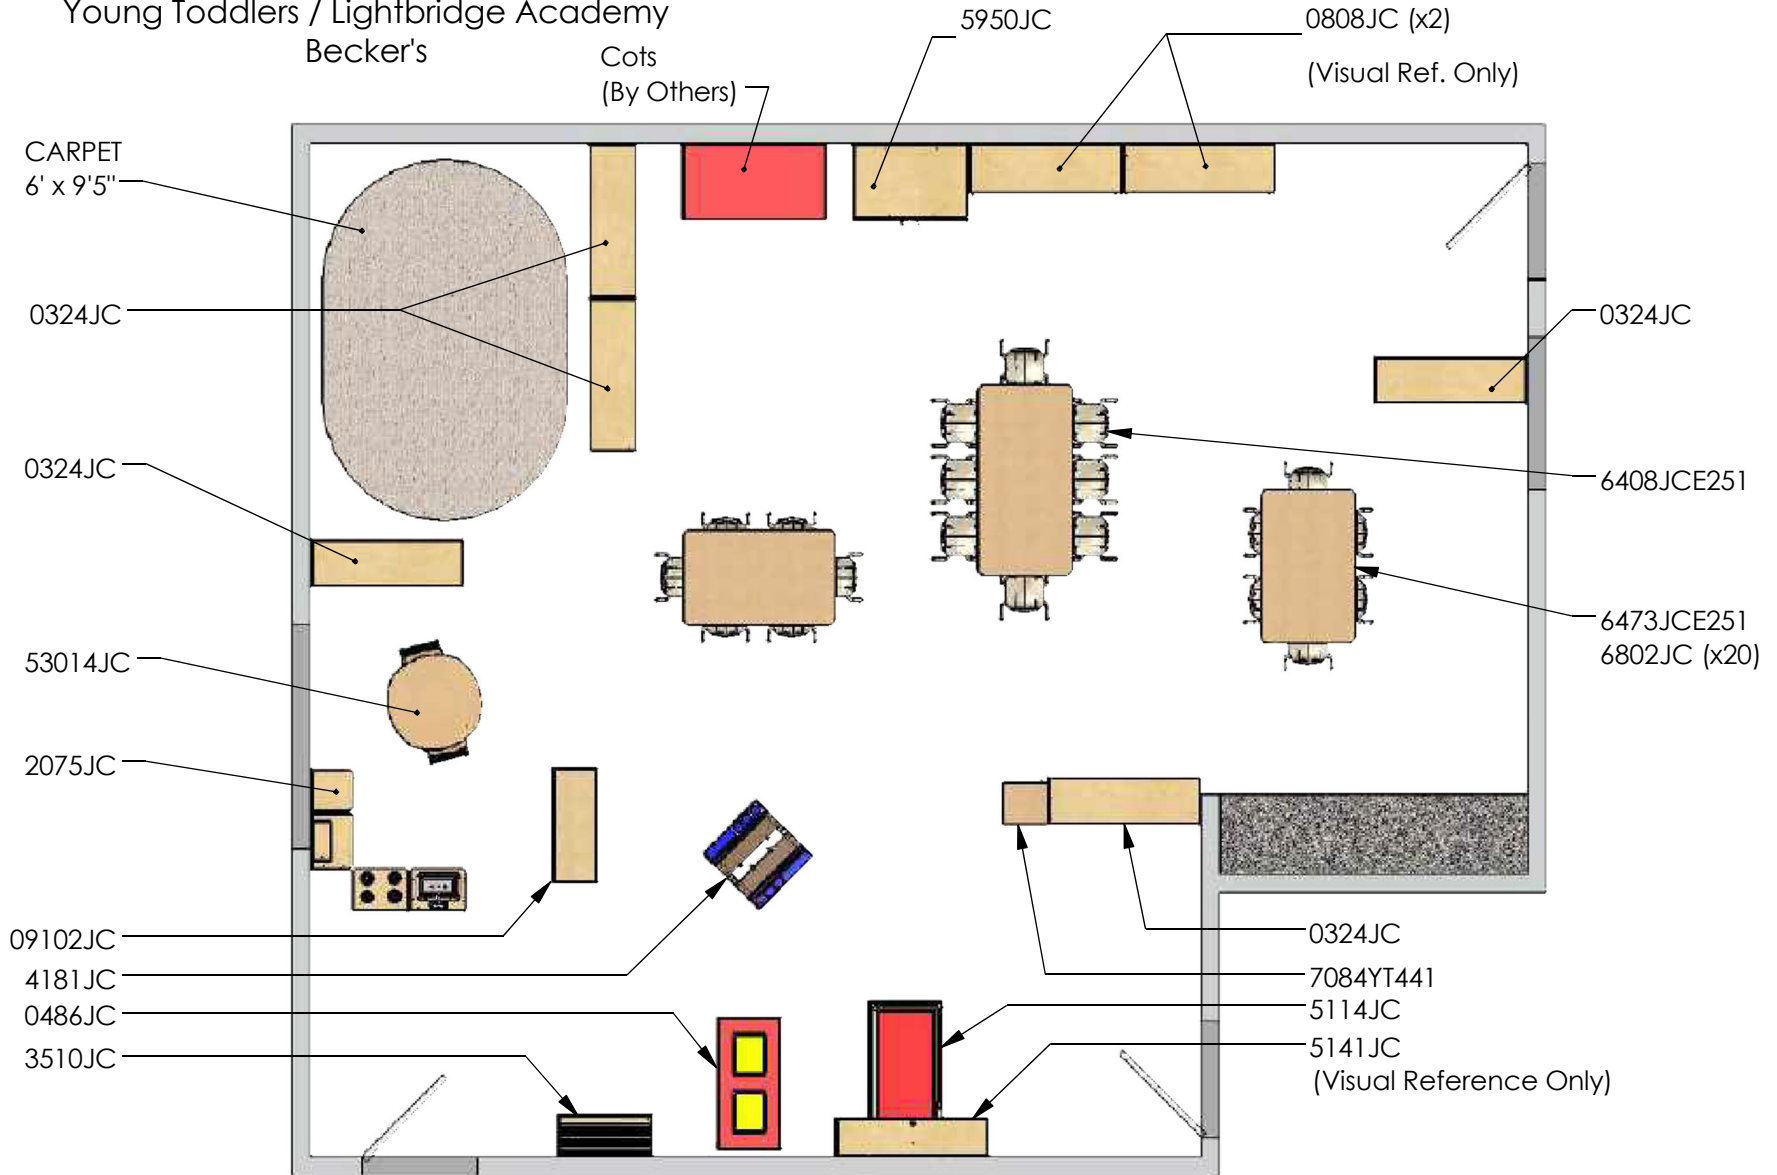 Young Toddlers / Lightbridge Academy
Becker's
Cots
(By Others)
5950JC
0808JC (x2)
(Visual Ref. Only)
CARPET
6' x 9'5"
0324JC
0324JC
0324JC
6408JCE251
6473JCE251
6802JC (x20)
53014JC
2075JC
09102JC
4181JC
0486JC
3510JC
0324JC
7084YT441
5114JC
5141JC
(Visual Reference Only)